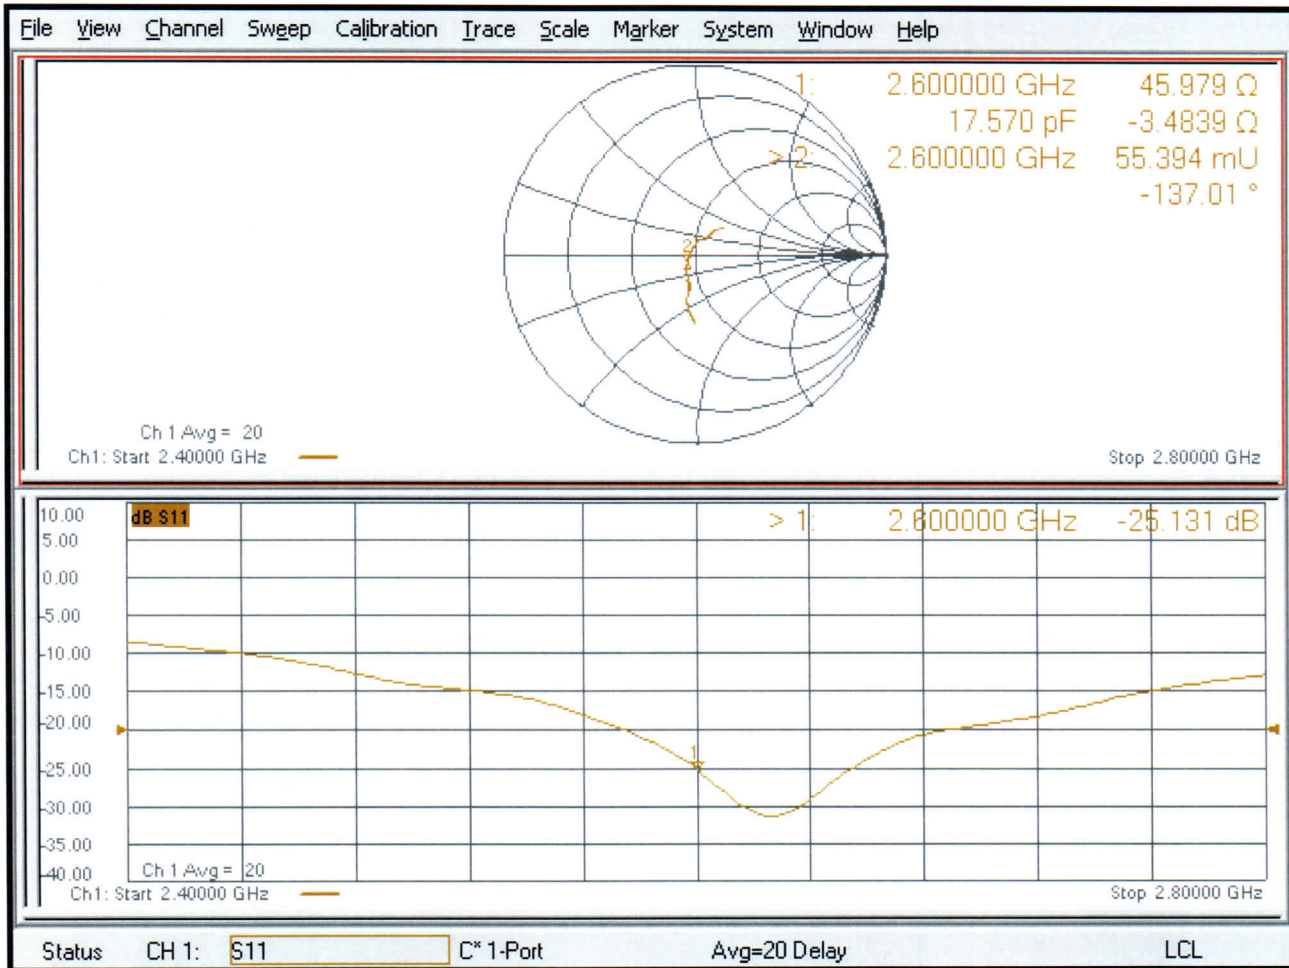 File View Channel Sweep Calibration Trace Scale Marker System Window Help
1: 2.600000 GHz 45.979 Ω
17.570 pF -3.4839 Ω
> 2: 2.600000 GHz 55.394 mU
-137.01 °
2
Ch 1 Avg = 20
Ch1: Start 2.40000 GHz Stop 2.80000 GHz
dB S11
> 1: 2.600000 GHz -25.131 dB
10.00
5.00
0.00
-5.00
-10.00
-15.00
-20.00
-25.00
-30.00
-35.00
-40.00
1
Ch 1 Avg = 20
Ch1: Start 2.40000 GHz Stop 2.80000 GHz
Status CH 1: S11 C* 1-Port Avg=20 Delay LCL